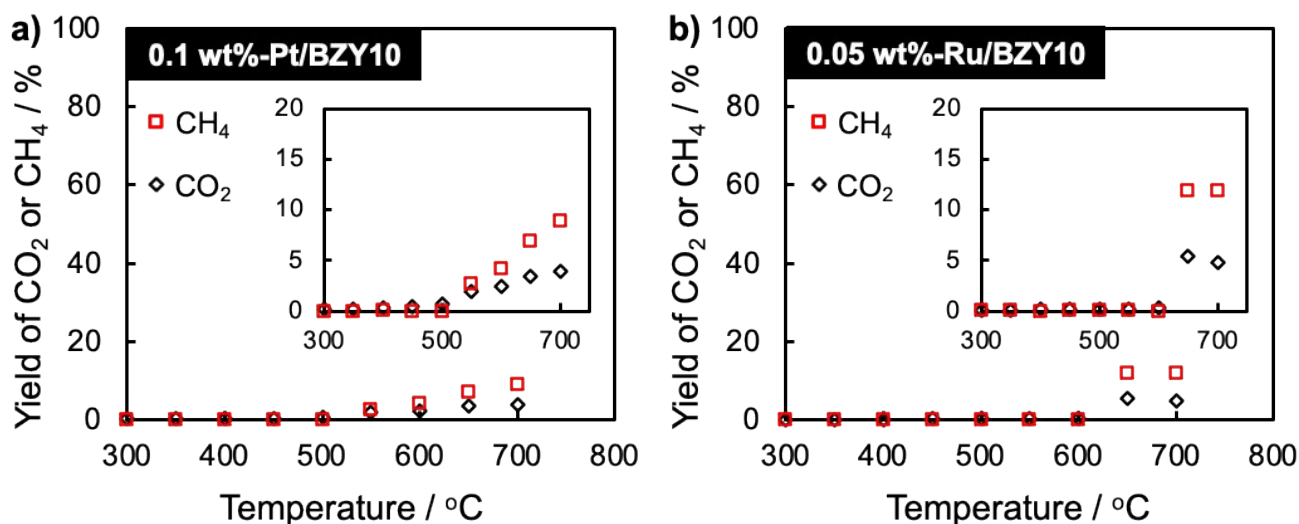 a)
0.1 wt%-Pt/BZY10
Yield of CO₂ or CH₄ / %
100
80
60
40
20
0
CH₄
CO₂
20
15
10
5
0
300 500 700
300 400 500 600 700 800
Temperature / °C
b)
0.05 wt%-Ru/BZY10
Yield of CO₂ or CH₄ / %
100
80
60
40
20
0
CH₄
CO₂
20
15
10
5
0
300 500 700
300 400 500 600 700 800
Temperature / °C